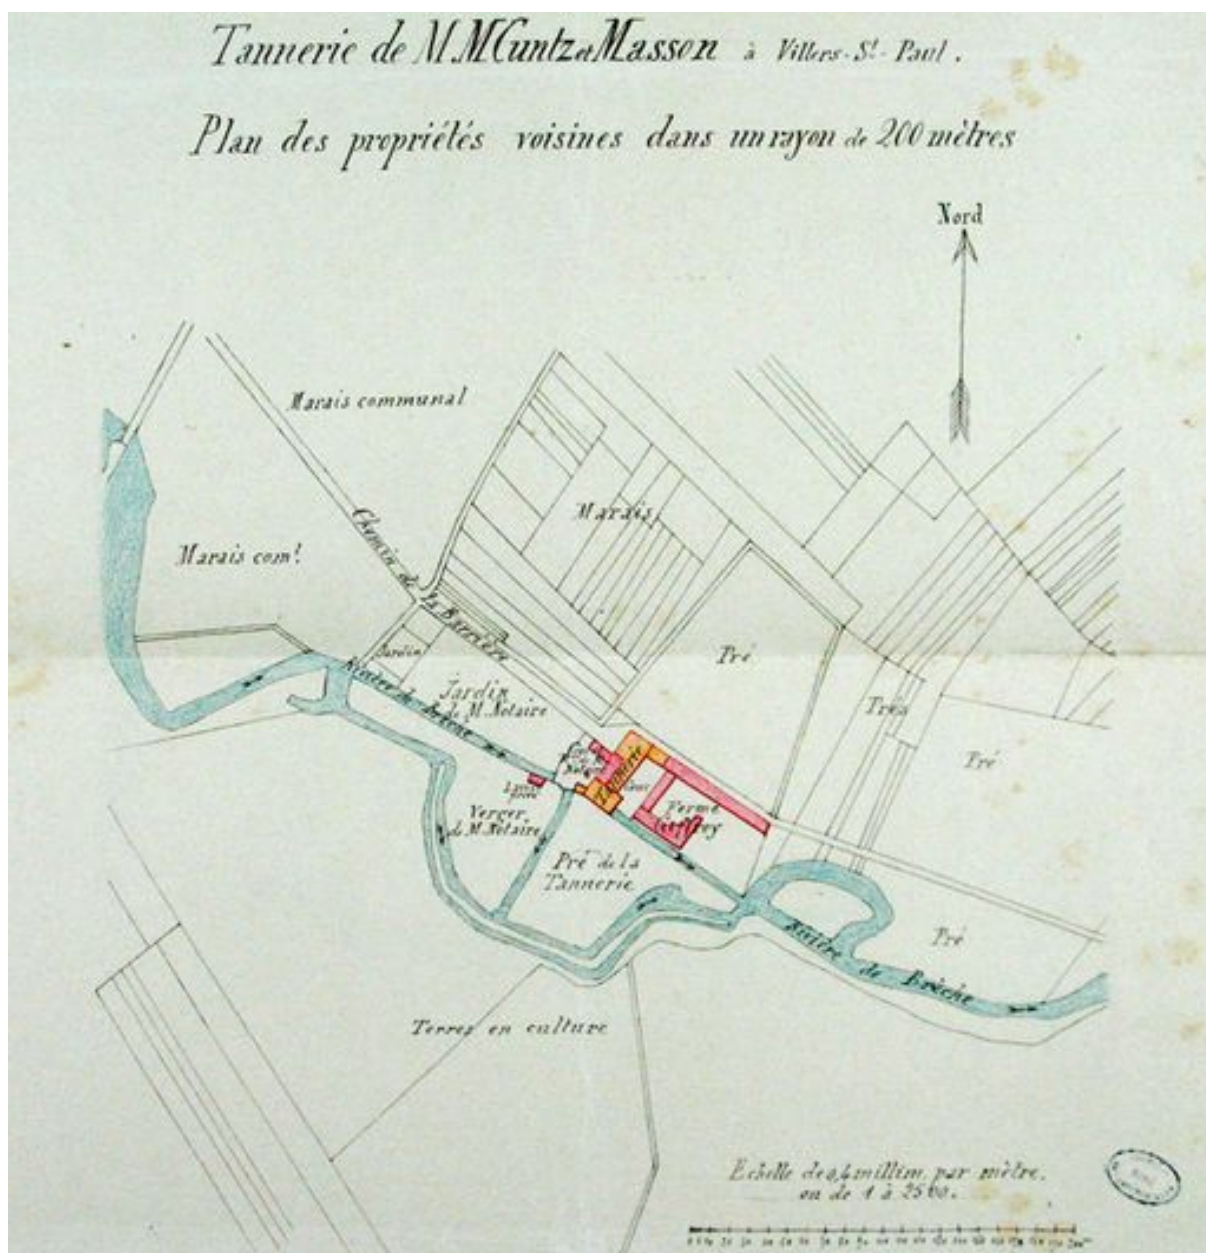 Tannerie de M.M Cuntz et Masson à Villers-St-Paul.
Plan des propriétés voisines dans un rayon de 200 mètres
Nord
Marais communal
Marais
Chemin de la Barrière
Marais com.l
Jardin
Pré
Rivière de Brêche
Jardin
de M. Notaire
Très
Pré
Notaire
Tannerie
Cour
Ferme
Verger
de M. Notaire
Pré de la
Tannerie
Pré
Rivière de Brêche
Terres en culture
Echelle de 0,4 millim. par mètre.
ou de 1 à 2500.